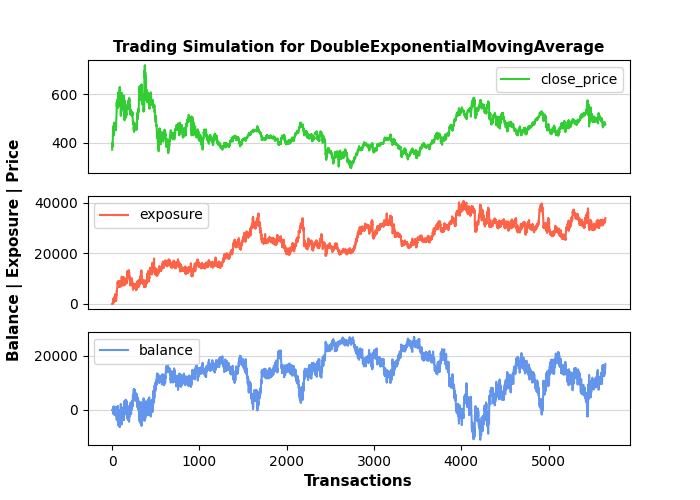 Trading Simulation for DoubleExponentialMovingAverage
600
400
close_price
40000
20000
0
exposure
20000
0
balance
0
1000
2000
3000
4000
5000
Transactions
Balance | Exposure | Price